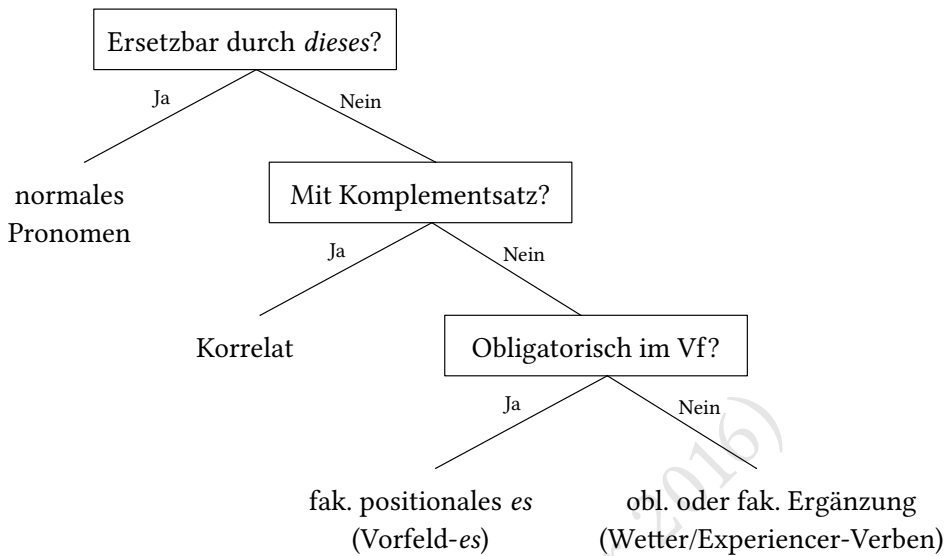 Ersetzbar durch dieses?
Ja
Nein
normales
Pronomen
Mit Komplementsatz?
Ja
Nein
Korrelat
Obligatorisch im Vf?
Ja
Nein
fak. positionales es
(Vorfeld-es)
obl. oder fak. Ergänzung
(Wetter/Experiencer-Verben)
2016)